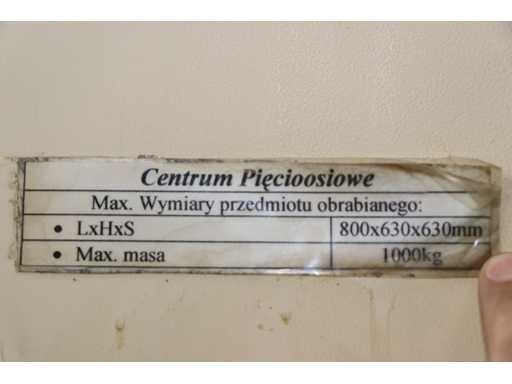 Centrum Pięcioosiowe
Max. Wymiary przedmiotu obrabianego:
• LxHxS 800x630x630mm
• Max. masa 1000kg